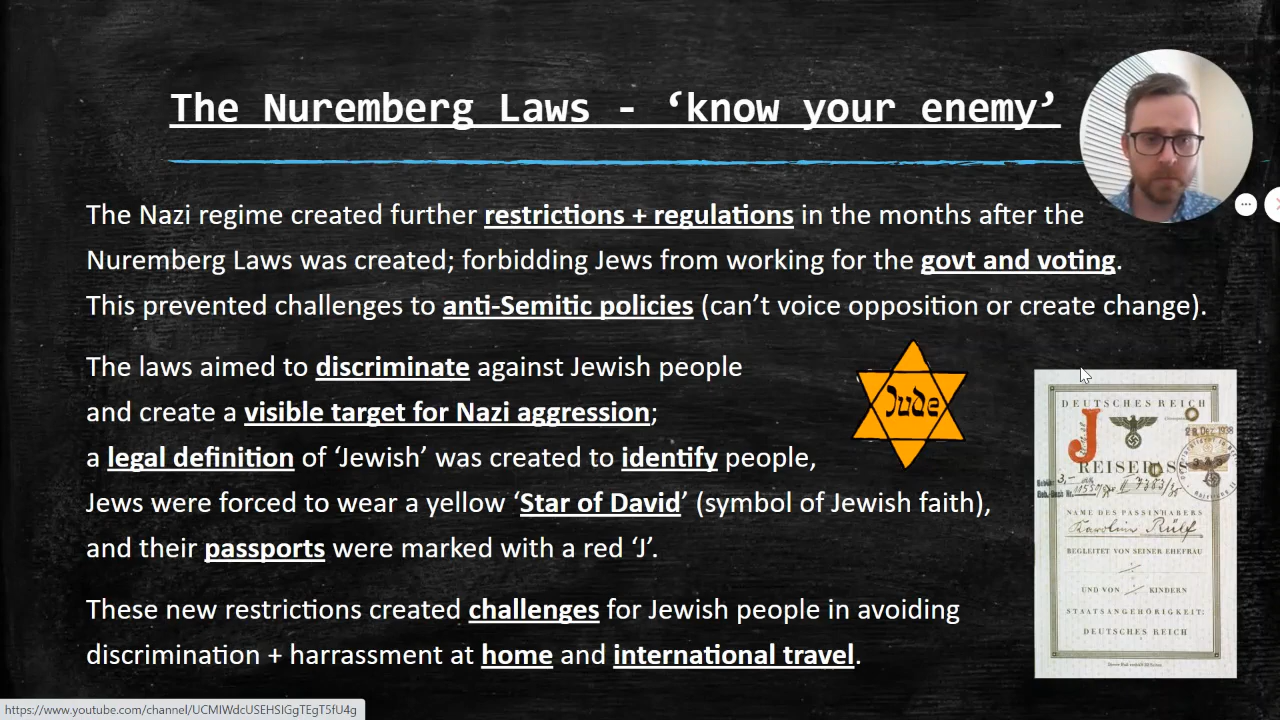 The Nuremberg Laws - ‘know your enemy’
The Nazi regime created further restrictions + regulations in the months after the
Nuremberg Laws was created; forbidding Jews from working for the govt and voting.
This prevented challenges to anti-Semitic policies (can’t voice opposition or create change).
The laws aimed to discriminate against Jewish people
and create a visible target for Nazi aggression;
a legal definition of ‘Jewish’ was created to identify people,
Jews were forced to wear a yellow ‘Star of David’ (symbol of Jewish faith),
and their passports were marked with a red ‘J’.
These new restrictions created challenges for Jewish people in avoiding
discrimination + harrassment at home and international travel.
Jude
DEUTSCHES REICH
J
REISEPASS
NAME DES PASSINHABERS
BEGLEITET VON SEINER EHEFRAU
UND VON KINDERN
STAATSANGEHÖRIGKEIT:
DEUTSCHES REICH